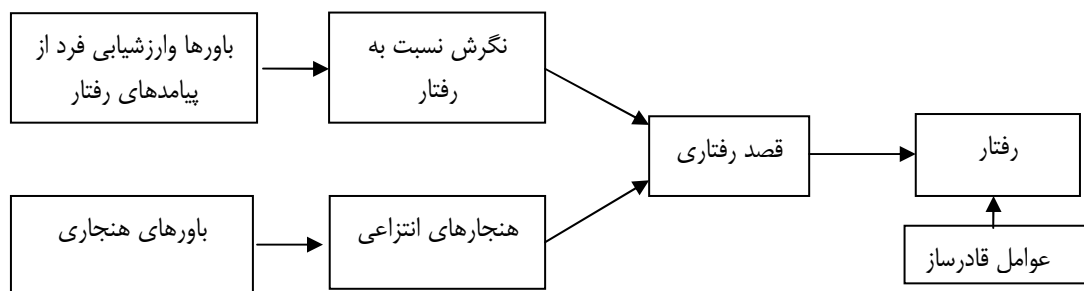 باورها وارزشیابی فرد از
پیامدهای رفتار
نگرش نسبت به
رفتار
قصد رفتاری
رفتار
باورهای هنجاری
هنجارهای انتزاعی
عوامل قادرساز